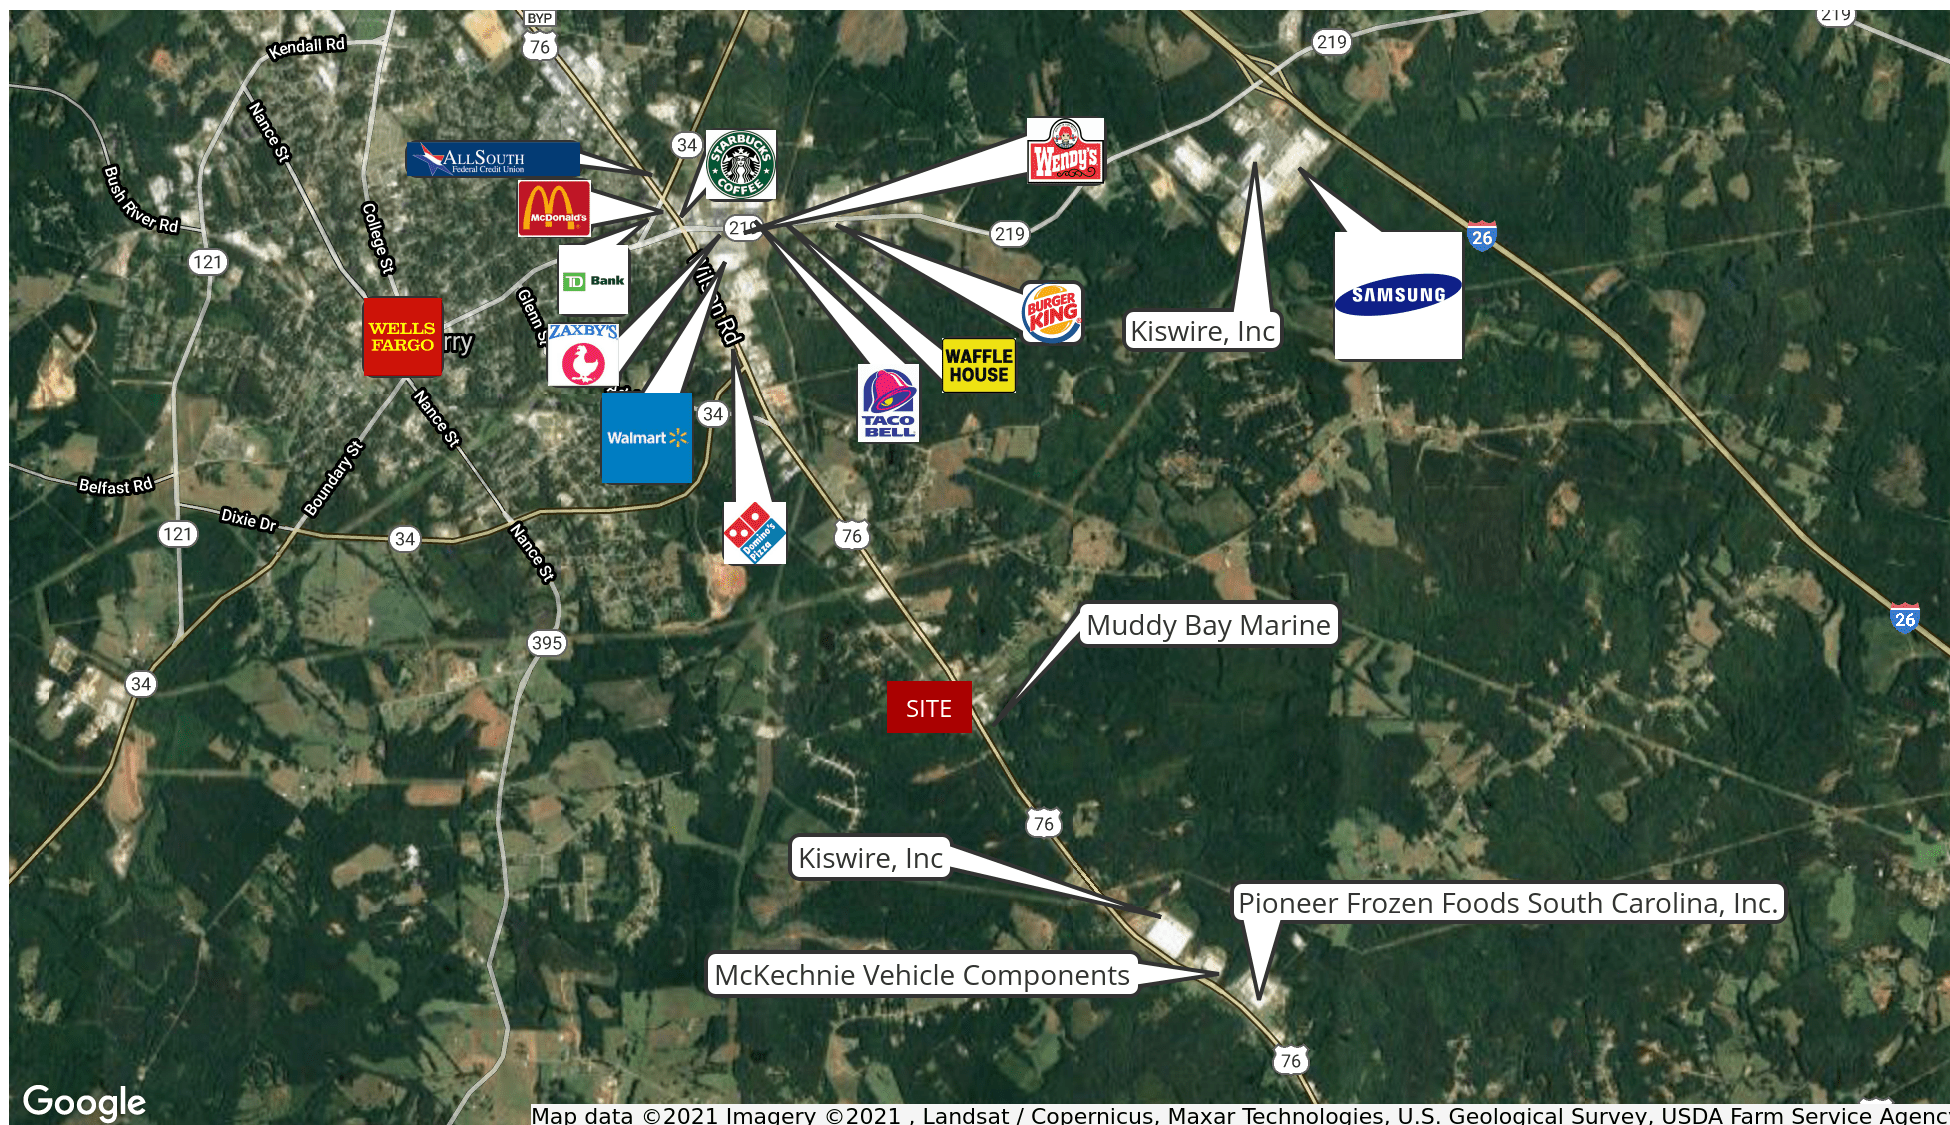 BYP
76
219
219
Kendall Rd
Nance St
34
STARBUCKS
COFFEE
ALLSOUTH
Federal Credit Union
WENDY'S
Bush River Rd
College St
McDonald's
219
219
26
121
TD Bank
Wilson Rd
Glenn St
SAMSUNG
BURGER
KING
Kiswire, Inc
WELLS
FARGO
rry
ZAXBY'S
WAFFLE
HOUSE
TACO
BELL
Nance St
34
Walmart
Belfast Rd
Boundary St
Dixie Dr
121
34
Nance St
Domino's
Pizza
76
26
Muddy Bay Marine
395
34
SITE
76
Kiswire, Inc
Pioneer Frozen Foods South Carolina, Inc.
McKechnie Vehicle Components
76
Google
Map data ©2021 Imagery ©2021 , Landsat / Copernicus, Maxar Technologies, U.S. Geological Survey, USDA Farm Service Agency